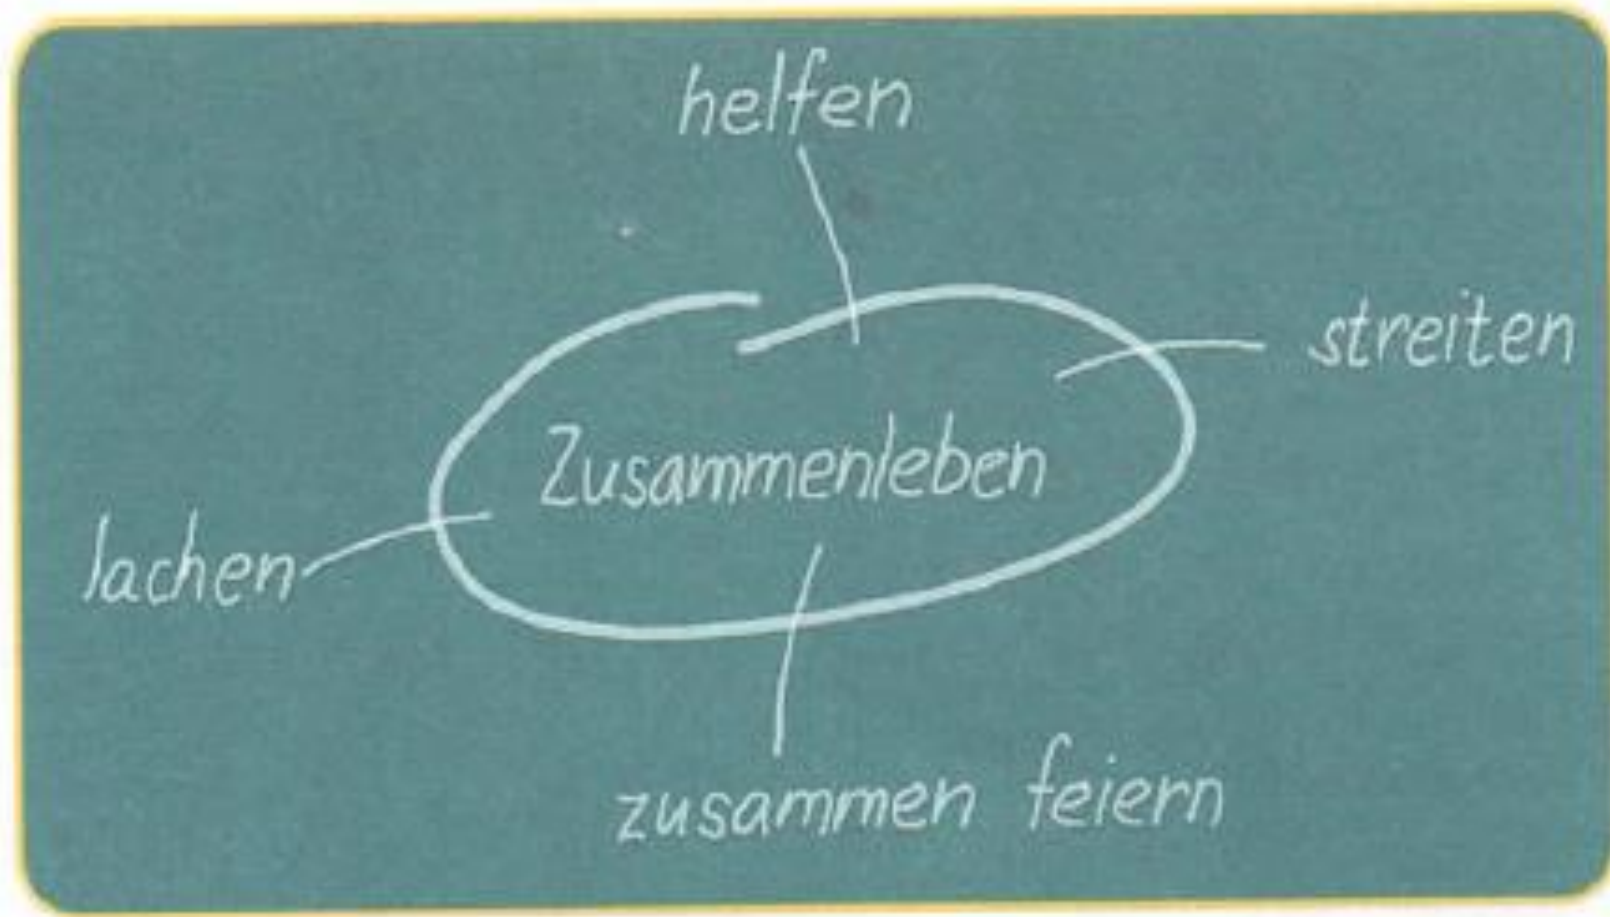 helfen
streiten
Zusammenleben
lachen
zusammen feiern